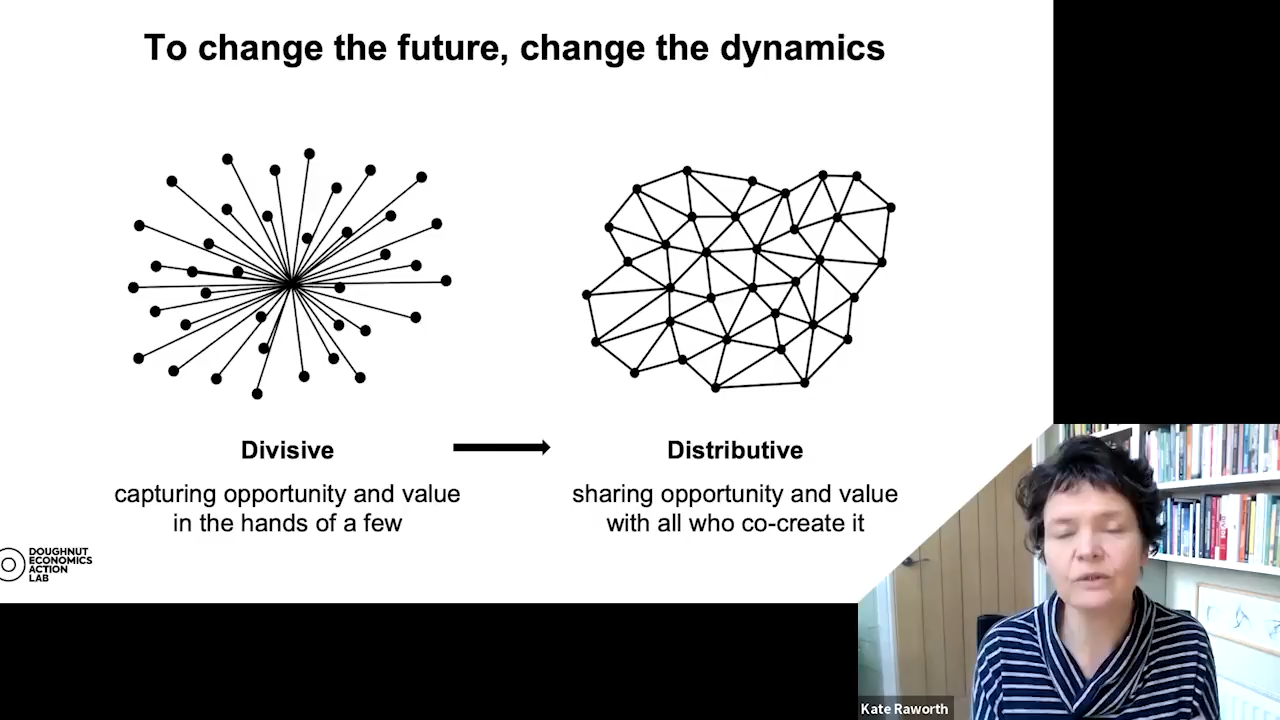 To change the future, change the dynamics
Divisive
capturing opportunity and value
in the hands of a few
Distributive
sharing opportunity and value
with all who co-create it
DOUGHNUT
ECONOMICS
ACTION
LAB
Kate Raworth